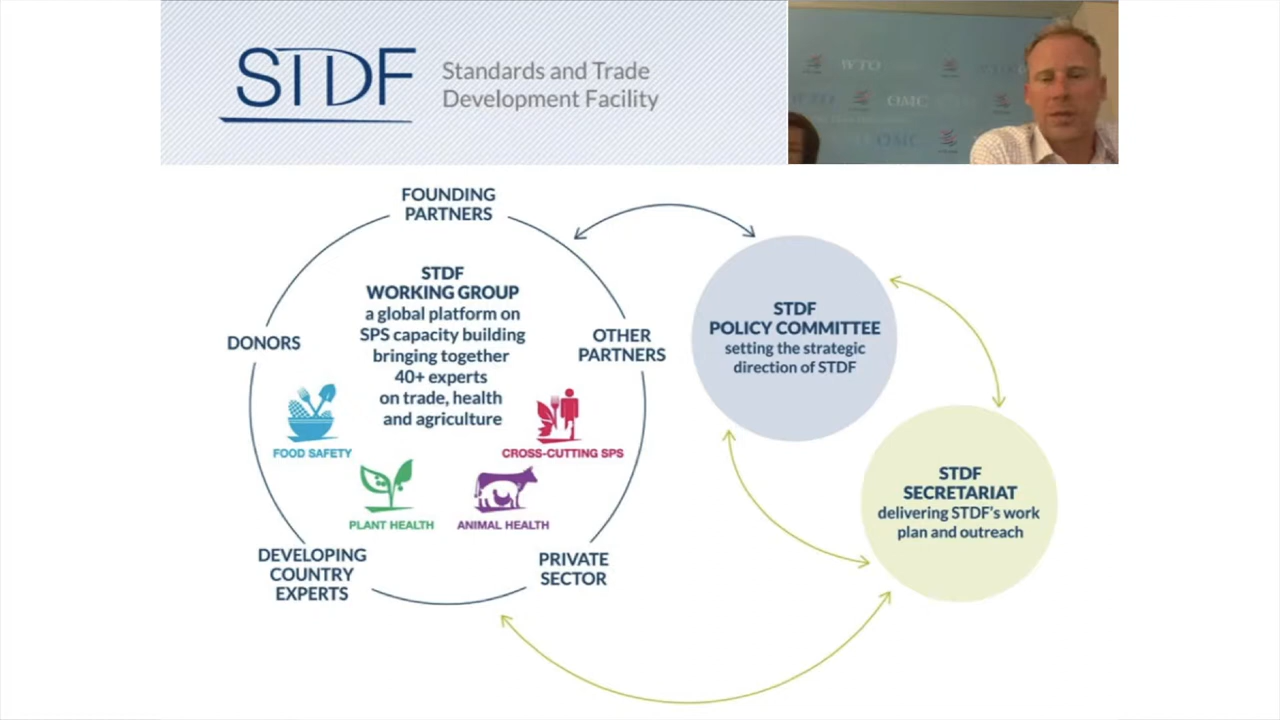 STDF
Standards and Trade
Development Facility
WTO
OMC
OMC
FOUNDING
PARTNERS
STDF
WORKING GROUP
a global platform on
SPS capacity building
bringing together
40+ experts
on trade, health
and agriculture
DONORS
OTHER
PARTNERS
FOOD SAFETY
CROSS-CUTTING SPS
PLANT HEALTH
ANIMAL HEALTH
DEVELOPING
COUNTRY
EXPERTS
PRIVATE
SECTOR
STDF
POLICY COMMITTEE
setting the strategic
direction of STDF
STDF
SECRETARIAT
delivering STDF's work
plan and outreach